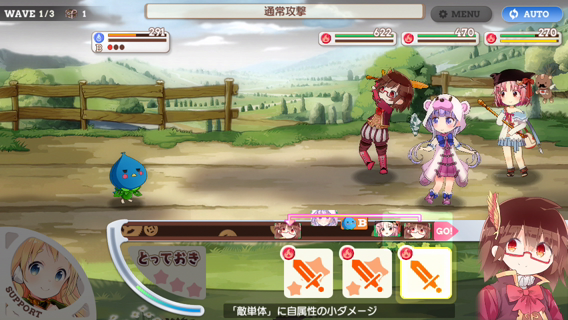 WAVE 1/3 1
通常攻撃
MENU
AUTO
291
B
622
470
270
B
GO!
とっておき
SUPPORT
「敵単体」に自属性の小ダメージ